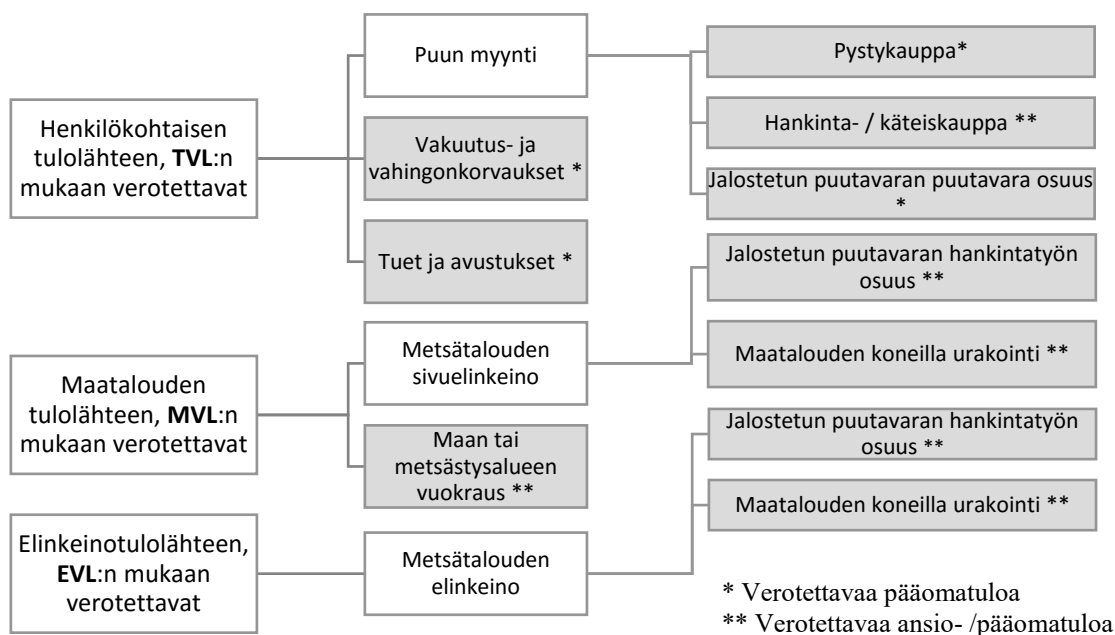 Henkilökohtaisen
tulolähteen, TVL:n
mukaan verotettavat
Puun myynti
Pystykauppa*
Hankinta- / käteiskauppa **
Jalostetun puutavaran puutavara osuus
*
Vakuutus- ja
vahingonkorvaukset *
Tuet ja avustukset *
Maatalouden
tulolähteen, MVL:n
mukaan verotettavat
Metsätalouden
sivuelinkeino
Jalostetun puutavaran hankintatyön
osuus **
Maatalouden koneilla urakointi **
Maan tai
metsästysalueen
vuokraus **
Elinkeinotulolähteen,
EVL:n mukaan
verotettavat
Metsätalouden
elinkeino
Jalostetun puutavaran hankintatyön
osuus **
Maatalouden koneilla urakointi **
* Verotettavaa pääomatuloa
** Verotettavaa ansio- /pääomatuloa